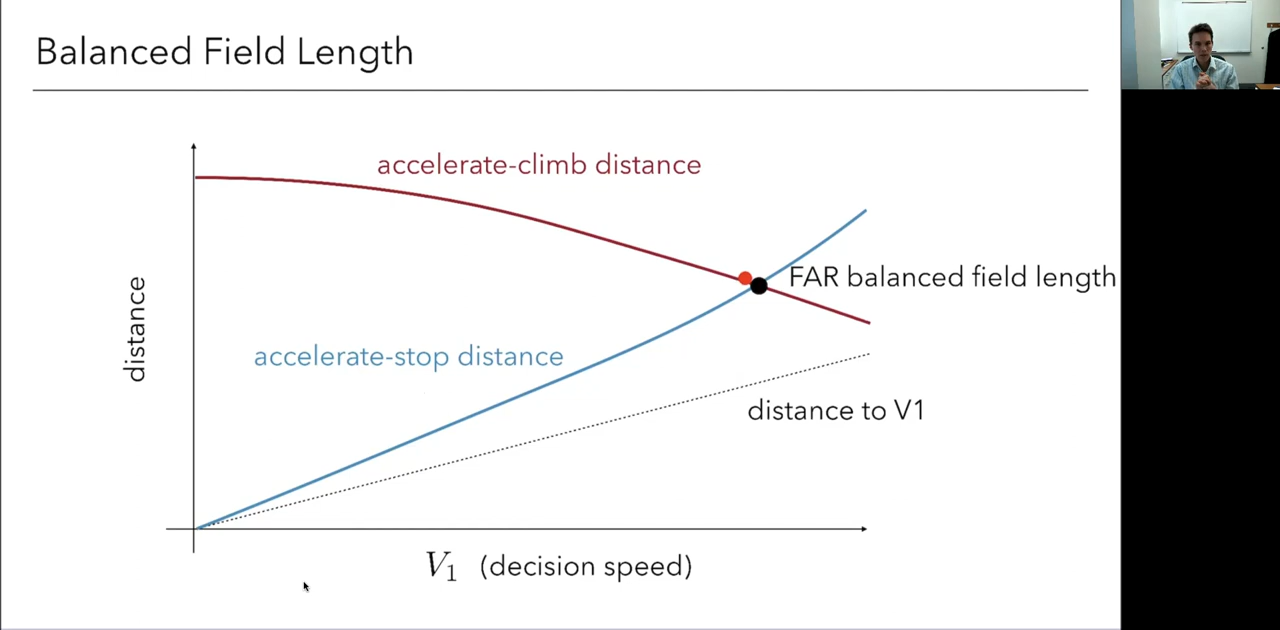 Balanced Field Length
accelerate-climb distance
FAR balanced field length
distance
accelerate-stop distance
distance to V1
V₁ (decision speed)